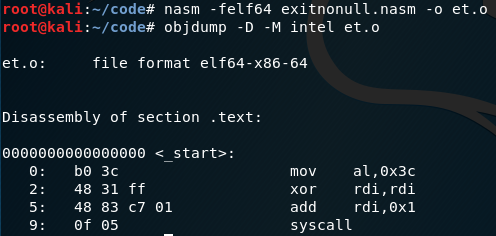 root@kali:~/code# nasm -felf64 exitnonull.nasm -o et.o
root@kali:~/code# objdump -D -M intel et.o
et.o:     file format elf64-x86-64
Disassembly of section .text:
0000000000000000 <_start>:
   0:   b0 3c                   mov    al,0x3c
   2:   48 31 ff                xor    rdi,rdi
   5:   48 83 c7 01             add    rdi,0x1
   9:   0f 05                   syscall